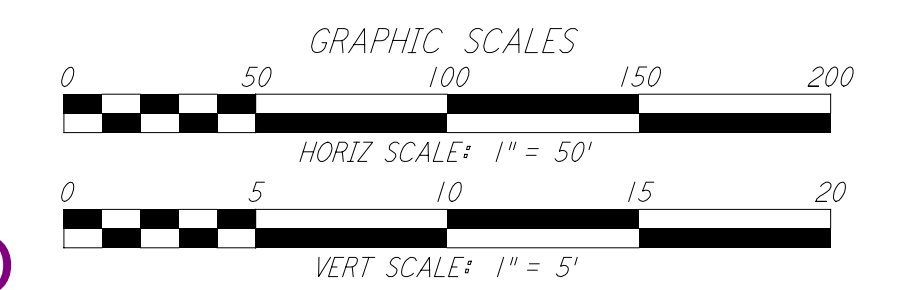 GRAPHIC SCALES
0 50 100 150 200
HORIZ SCALE: 1" = 50'
0 5 10 15 20
VERT SCALE: 1" = 5'